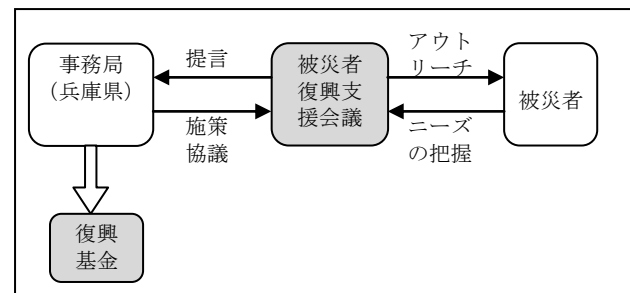 事務局
（兵庫県）
提言
施策
協議
被災者
復興支
援会議
アウト
リーチ
ニーズ
の把握
被災者
復興
基金